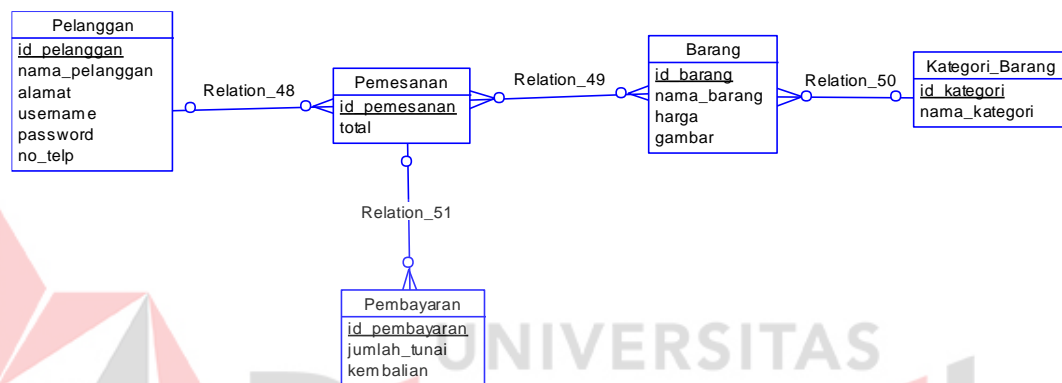 Pelanggan
id_pelanggan
nama_pelanggan
alamat
username
password
no_telp
Relation_48
Pemesanan
id_pemesanan
total
Relation_49
Barang
id_barang
nama_barang
harga
gambar
Relation_50
Kategori_Barang
id_kategori
nama_kategori
Relation_51
Pembayaran
id_pembayaran
jumlah_tunai
kembalian
UNIVERSITAS